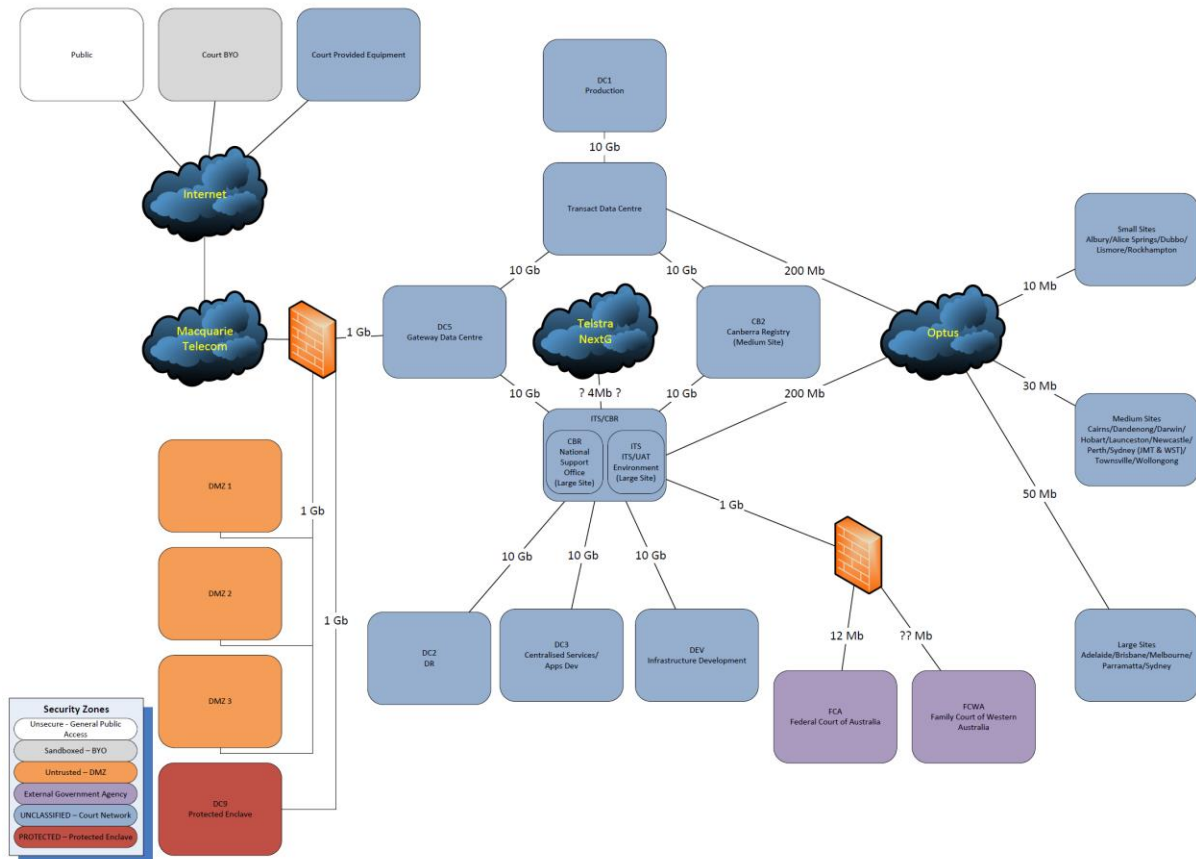 Public
Court BYO
Court Provided Equipment
DC1
Production
10 Gb
Internet
Transact Data Centre
Small Sites
Albury/Alice Springs/Dubbo/
Lismore/Rockhampton
10 Gb
10 Gb
200 Mb
10 Mb
Macquarie
Telecom
1 Gb
DC5
Gateway Data Centre
Telstra
NextG
CB2
Canberra Registry
(Medium Site)
Optus
10 Gb
? 4Mb ?
10 Gb
200 Mb
30 Mb
ITS/CBR
CBR
National
Support
Office
(Large Site)
ITS
ITS/UAT
Environment
(Large Site)
Medium Sites
Cairns/Dandenong/Darwin/
Hobart/Launceston/Newcastle/
Perth/Sydney (JMT & WST)/
Townsville/Wollongong
DMZ 1
1 Gb
1 Gb
50 Mb
10 Gb
10 Gb
10 Gb
DMZ 2
1 Gb
DC2
DR
DC3
Centralised Services/
Apps Dev
DEV
Infrastructure Development
12 Mb
?? Mb
Large Sites
Adelaide/Brisbane/Melbourne/
Parramatta/Sydney
DMZ 3
FCA
Federal Court of Australia
FCWA
Family Court of Western
Australia
Security Zones
Unsecure - General Public
Access
Sandboxed – BYO
Untrusted – DMZ
External Government Agency
UNCLASSIFIED – Court Network
PROTECTED – Protected Enclave
DC9
Protected Enclave